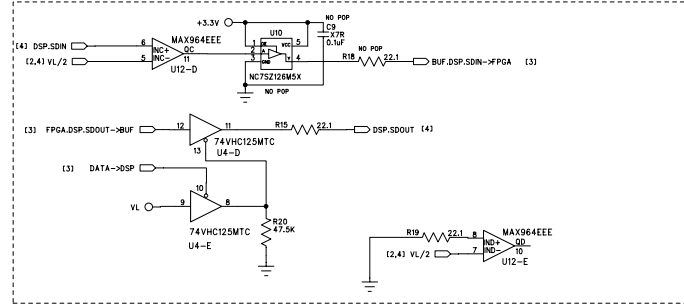 +3.3V
U10
NO POP
C9
X7R
0.1uF
[4] DSP.SDIN
6
INC+
MAX964EEE
QC
11
[2,4] VL/2
5
INC-
U12-D
1
OE
VCC
5
2
A
Y
4
3
GND
NC7SZ126M5X
NO POP
NO POP
R18
22.1
BUF.DSP.SDIN->FPGA [3]
[3] FPGA.DSP.SDOUT->BUF
12
11
R15
22.1
DSP.SDOUT [4]
74VHC125MTC
13
U4-D
[3] DATA->DSP
10
VL
9
8
74VHC125MTC
U4-E
R20
47.5K
R19
22.1
8
IND+
MAX964EEE
QD
10
[2,4] VL/2
7
IND-
U12-E